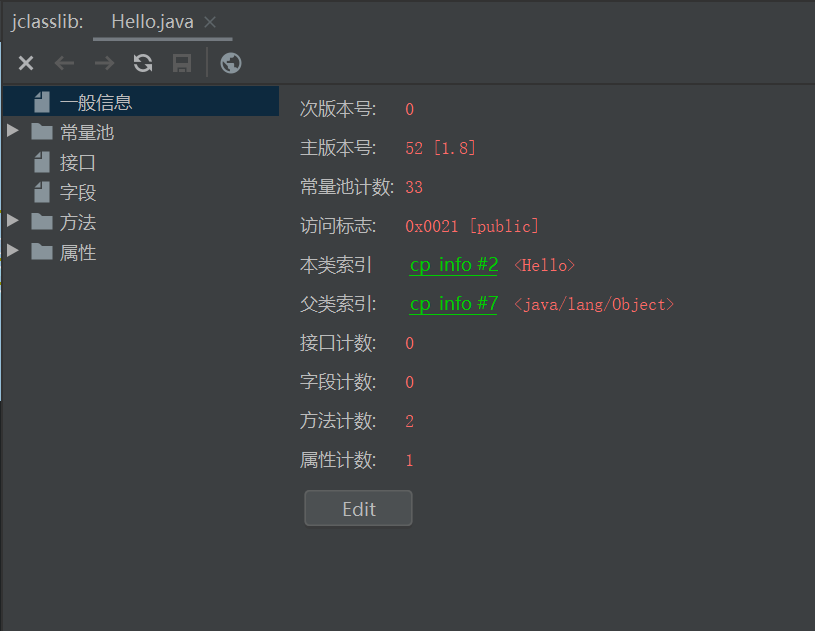 jclasslib: Hello.java
一般信息
常量池
接口
字段
方法
属性
次版本号: 0
主版本号: 52 [1.8]
常量池计数: 33
访问标志: 0x0021 [public]
本类索引 cp_info #2 <Hello>
父类索引: cp_info #7 <java/lang/Object>
接口计数: 0
字段计数: 0
方法计数: 2
属性计数: 1
Edit